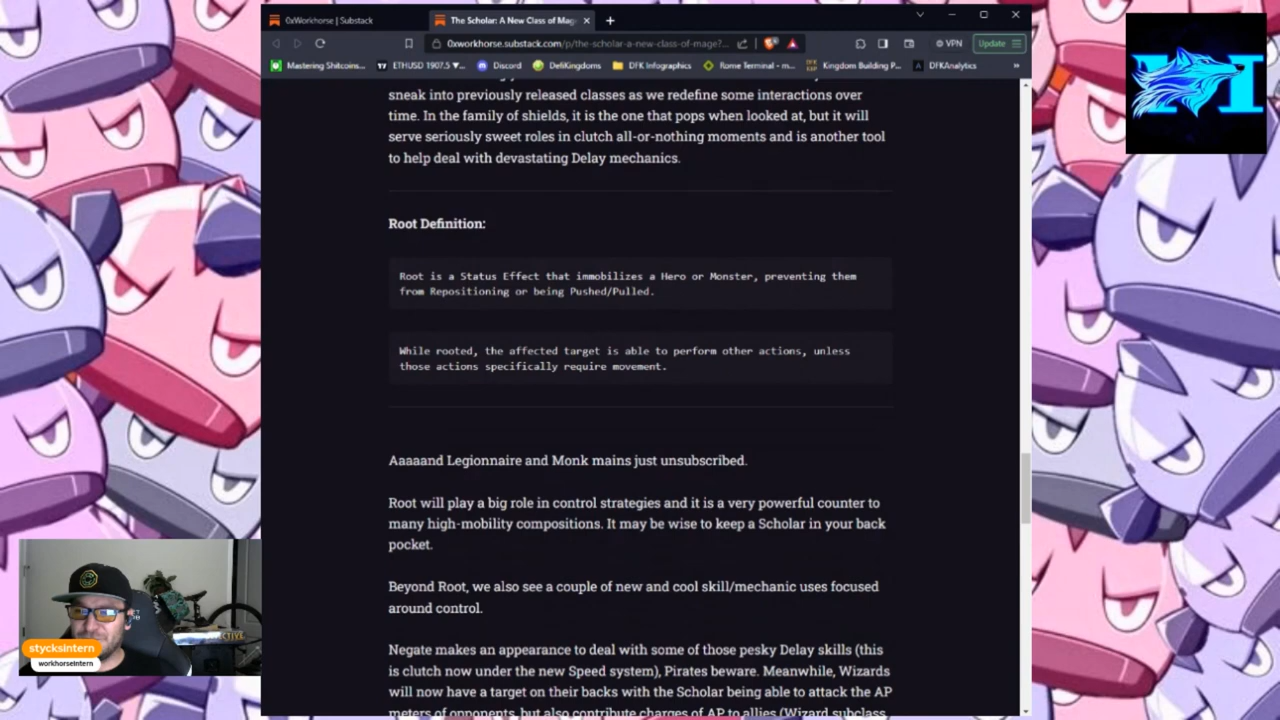 0xWorkhorse | Substack
The Scholar: A New Class of Mag
0xworkhorse.substack.com/p/the-scholar-a-new-class-of-mage?...
VPN
Update
Mastering Shitcoins...
ETHUSD 1907.5 ▼...
Discord
DefiKingdoms
DFK Infographics
Rome Terminal - m...
Kingdom Building P...
DFKAnalytics
»
sneak into previously released classes as we redefine some interactions over
time. In the family of shields, it is the one that pops when looked at, but it will
serve seriously sweet roles in clutch all-or-nothing moments and is another tool
to help deal with devastating Delay mechanics.
Root Definition:
Root is a Status Effect that immobilizes a Hero or Monster, preventing them
from Repositioning or being Pushed/Pulled.
While rooted, the affected target is able to perform other actions, unless
those actions specifically require movement.
Aaaaand Legionnaire and Monk mains just unsubscribed.
Root will play a big role in control strategies and it is a very powerful counter to
many high-mobility compositions. It may be wise to keep a Scholar in your back
pocket.
Beyond Root, we also see a couple of new and cool skill/mechanic uses focused
around control.
Negate makes an appearance to deal with some of those pesky Delay skills (this
is clutch now under the new Speed system), Pirates beware. Meanwhile, Wizards
will now have a target on their backs with the Scholar being able to attack the AP
meters of opponents, but also contribute charges of AP to allies (Wizard subclass
stycksintern
workhorseintern